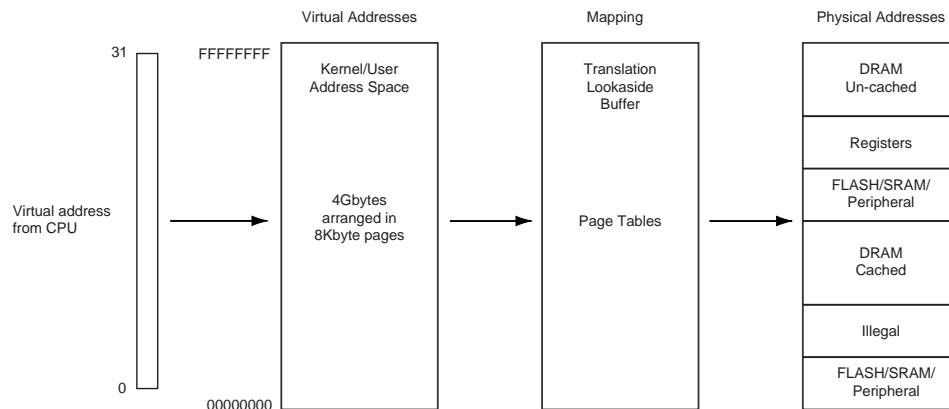 Virtual Addresses
Mapping
Physical Addresses
31
FFFFFFFF
Kernel/User
Address Space
Translation
Lookaside
Buffer
DRAM
Un-cached
Registers
FLASH/SRAM/
Peripheral
Virtual address
from CPU
4Gbytes
arranged in
8Kbyte pages
Page Tables
DRAM
Cached
Illegal
0
00000000
FLASH/SRAM/
Peripheral